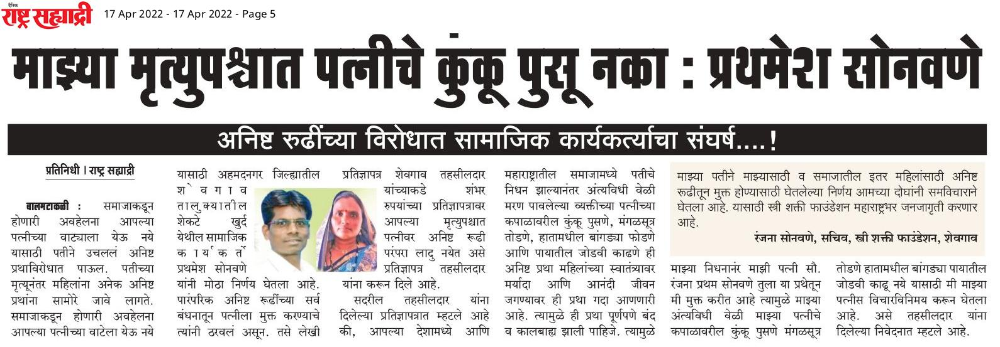 दैनिक
राष्ट्र सह्याद्री
17 Apr 2022 - 17 Apr 2022 - Page 5
माझ्या मृत्युपश्चात पत्नीचे कुंकू पुसू नका : प्रथमेश सोनवणे
अनिष्ट रुढींच्या विरोधात सामाजिक कार्यकर्त्याचा संघर्ष....!
प्रतिनिधी । राष्ट्र सह्याद्री
बालमटाकळी : समाजाकडून
होणारी अवहेलना आपल्या
पत्नीच्या वाट्याला येऊ नये
यासाठी पतीने उचललं अनिष्ट
प्रथाविरोधात पाऊल. पतीच्या
मृत्यूनंतर महिलांना अनेक अनिष्ट
प्रथांना सामोरे जावे लागते.
समाजाकडून होणारी अवहेलना
आपल्या पत्नीच्या वाटेला येऊ नये
यासाठी अहमदनगर जिल्ह्यातील
शेवगाव
तालुक्यातील
शेकटे खुर्द
येथील सामाजिक
कार्यकर्ते
प्रथमेश सोनवणे
यांनी मोठा निर्णय घेतला आहे.
पारंपरिक अनिष्ट रूढींच्या सर्व
बंधनातून पत्नीला मुक्त करण्याचे
त्यांनी ठरवलं असून. तसे लेखी
प्रतिज्ञापत्र शेवगाव तहसीलदार
यांच्याकडे शंभर
रुपयांच्या प्रतिज्ञापत्रावर
आपल्या मृत्युपश्चात
पत्नीवर अनिष्ट रूढी
परंपरा लादु नयेत असे
प्रतिज्ञापत्र तहसीलदार
यांना करून दिले आहे.
सदरील तहसीलदार यांना
दिलेल्या प्रतिज्ञापत्रात म्हटले आहे
की, आपल्या देशामध्ये आणि
महाराष्ट्रातील समाजामध्ये पतीचे
निधन झाल्यानंतर अंत्यविधी वेळी
मरण पावलेल्या व्यक्तीच्या पत्नीच्या
कपाळावरील कुंकू पुसणे, मंगळसूत्र
तोडणे, हातामधील बांगड्या फोडणे
आणि पायातील जोडवी काढणे ही
अनिष्ट प्रथा महिलांच्या स्वातंत्र्यावर
मर्यादा आणि आनंदी जीवन
जगण्यावर ही प्रथा गदा आणणारी
आहे. त्यामुळे ही प्रथा पूर्णपणे बंद
व कालबाह्य झाली पाहिजे. त्यामुळे
माझ्या पतीने माझ्यासाठी व समाजातील इतर महिलांसाठी अनिष्ट
रूढीतून मुक्त होण्यासाठी घेतलेल्या निर्णय आमच्या दोघांनी समविचाराने
घेतला आहे. यासाठी स्त्री शक्ती फाउंडेशन महाराष्ट्रभर जनजागृती करणार
आहे.
रंजना सोनवणे, सचिव, स्त्री शक्ती फाउंडेशन, शेवगाव
माझ्या निधनानंर माझी पत्नी सौ.
रंजना प्रथम सोनवणे तुला या प्रथेतून
मी मुक्त करीत आहे त्यामुळे माझ्या
अंत्यविधी वेळी माझ्या पत्नीचे
कपाळावरील कुंकू पुसणे मंगळसूत्र
तोडणे हातामधील बांगड्या पायातील
जोडवी काढू नये यासाठी मी माझ्या
पत्नीस विचारविनिमय करून घेतला
आहे. असे तहसीलदार यांना
दिलेल्या निवेदनात म्हटले आहे.